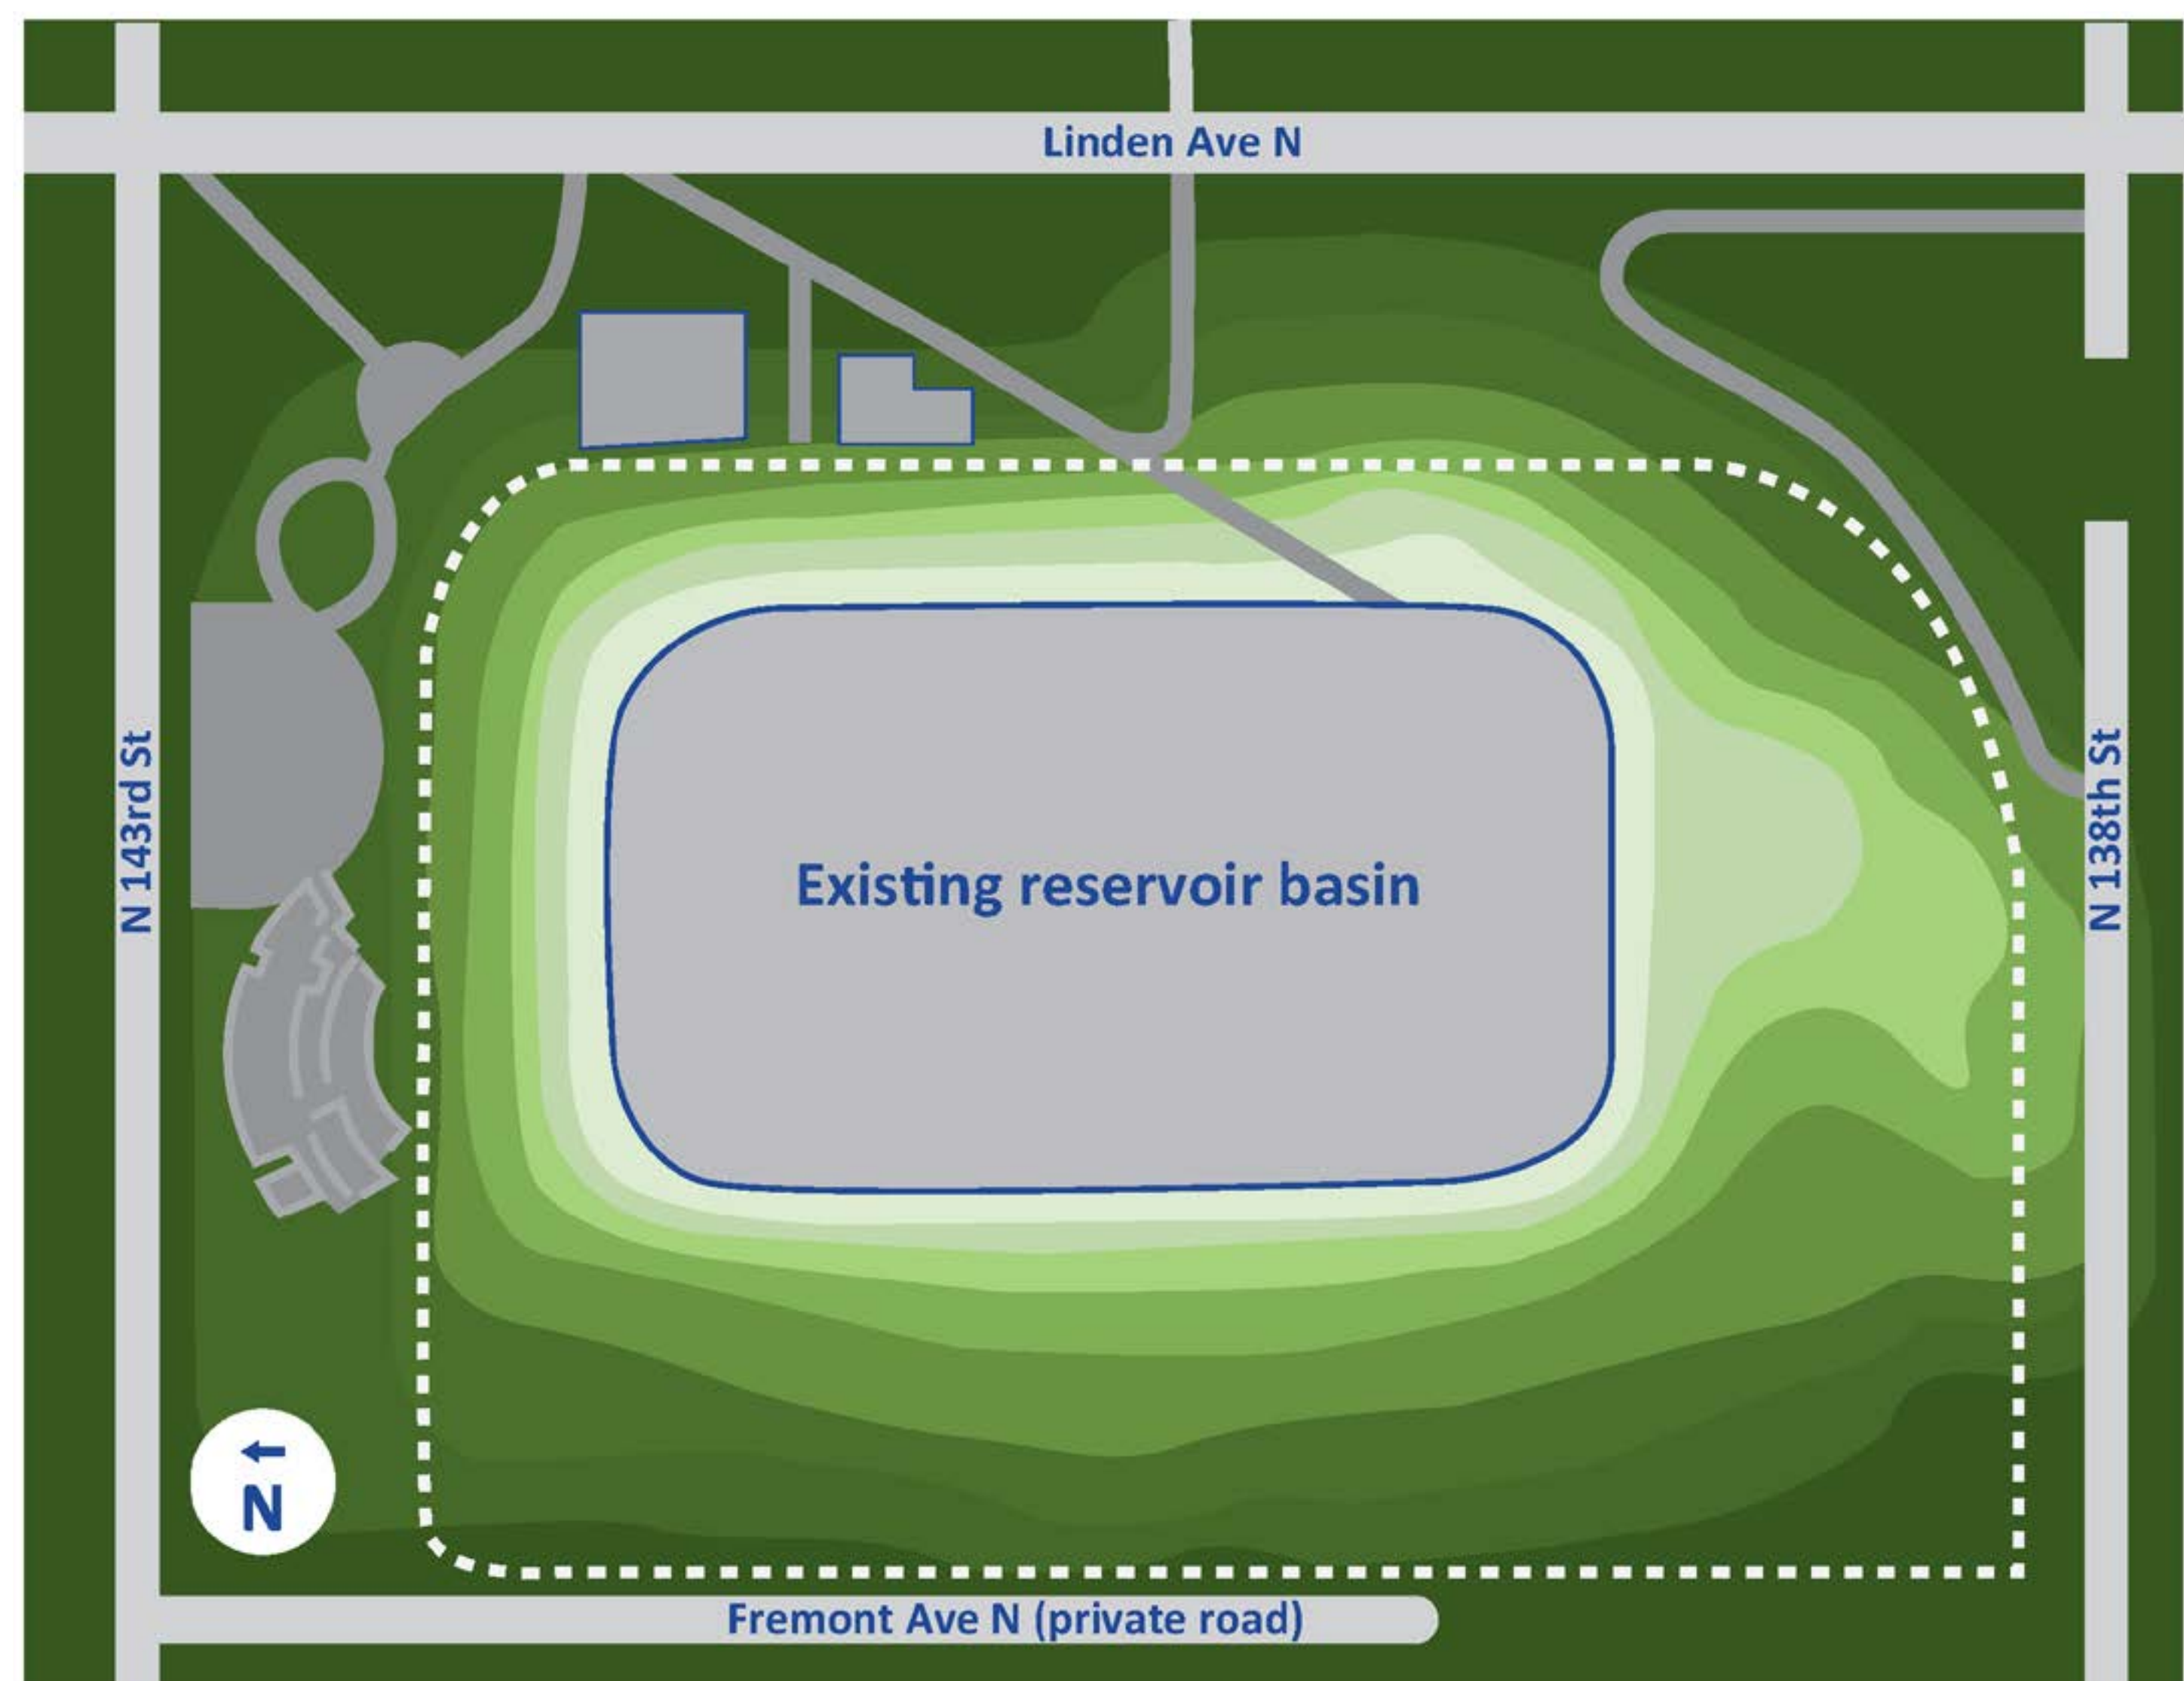 Linden Ave N
N 143rd St
Existing reservoir basin
N 138th St
N
Fremont Ave N (private road)